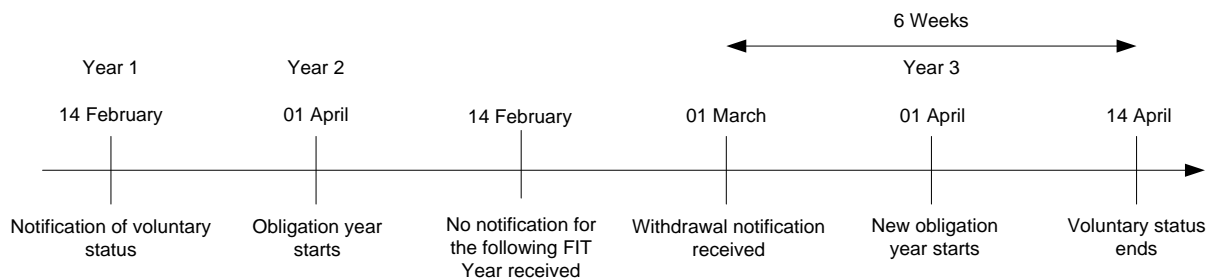 6 Weeks
Year 1
Year 2
Year 3
14 February
01 April
14 February
01 March
01 April
14 April
Notification of voluntary
status
Obligation year
starts
No notification for
the following FIT
Year received
Withdrawal notification
received
New obligation
year starts
Voluntary status
ends